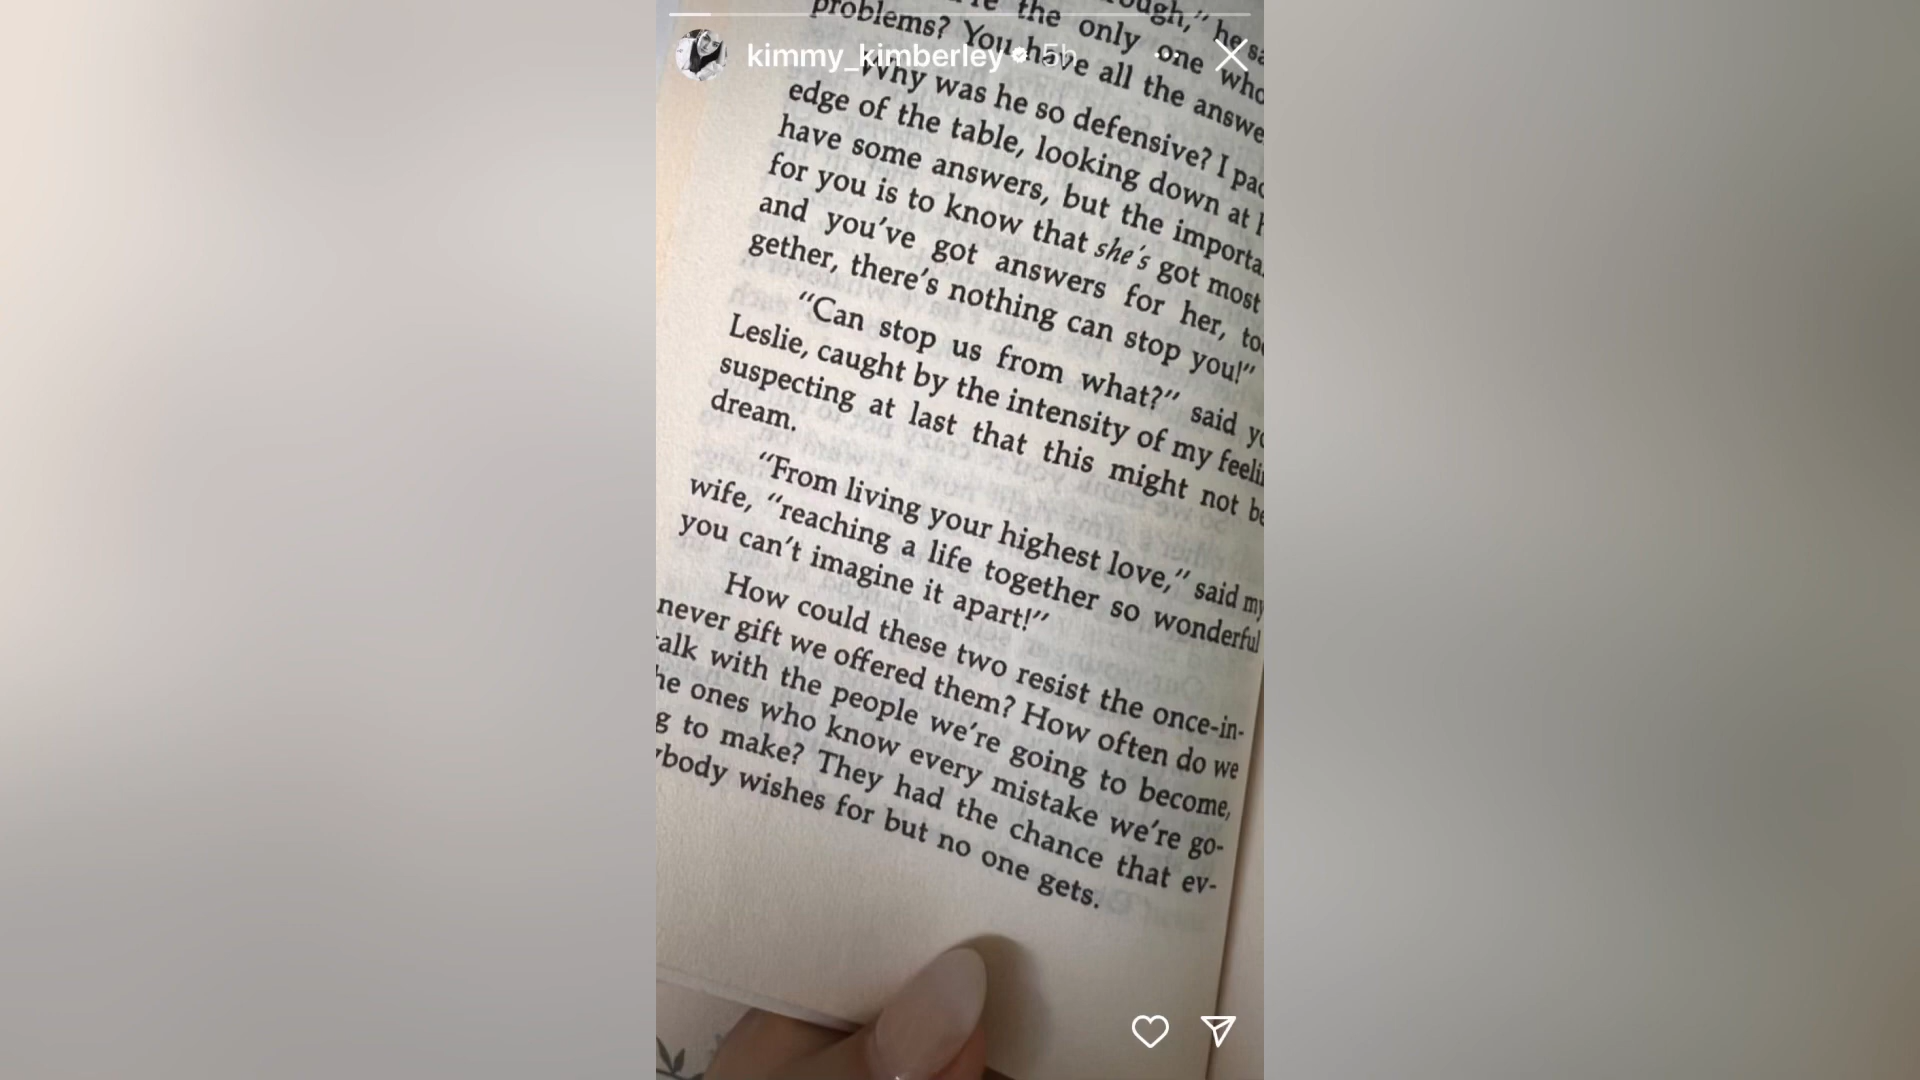 kimmy_kimberley 5h
the only one who
problems? You have all the
Why was he so defensive? I
edge of the table, looking down at
have some answers, but the
for you is to know that she's got most
and you've got answers for her,
gether, there's nothing can stop you!"
"Can stop us from what?" said
Leslie, caught by the intensity of my
suspecting at last that this might not
dream.
"From living your highest love," said my
wife, "reaching a life together so wonderful
you can't imagine it apart!"
How could these two resist the once-in-
never gift we offered them? How often do we
alk with the people we're going to become,
he ones who know every mistake we're go-
g to make? They had the chance that ev-
ybody wishes for but no one gets.